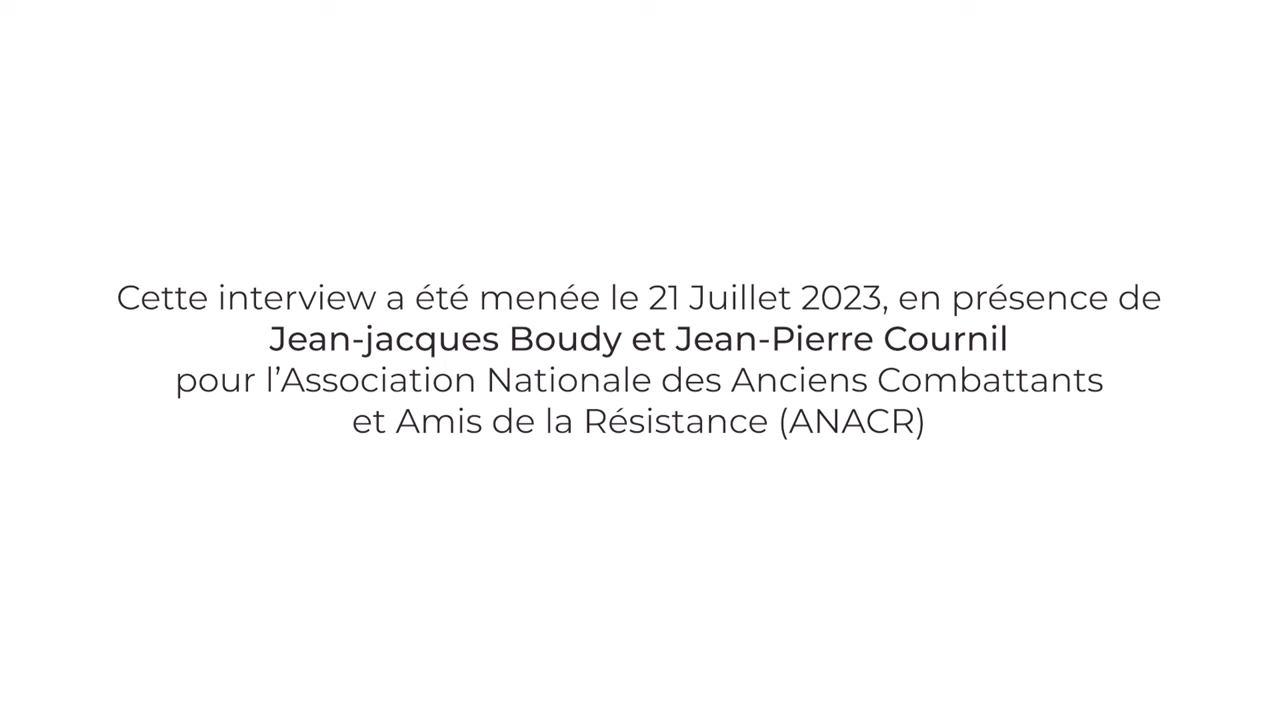 Cette interview a été menée le 21 Juillet 2023, en présence de
Jean-jacques Boudy et Jean-Pierre Cournil
pour l’Association Nationale des Anciens Combattants
et Amis de la Résistance (ANACR)